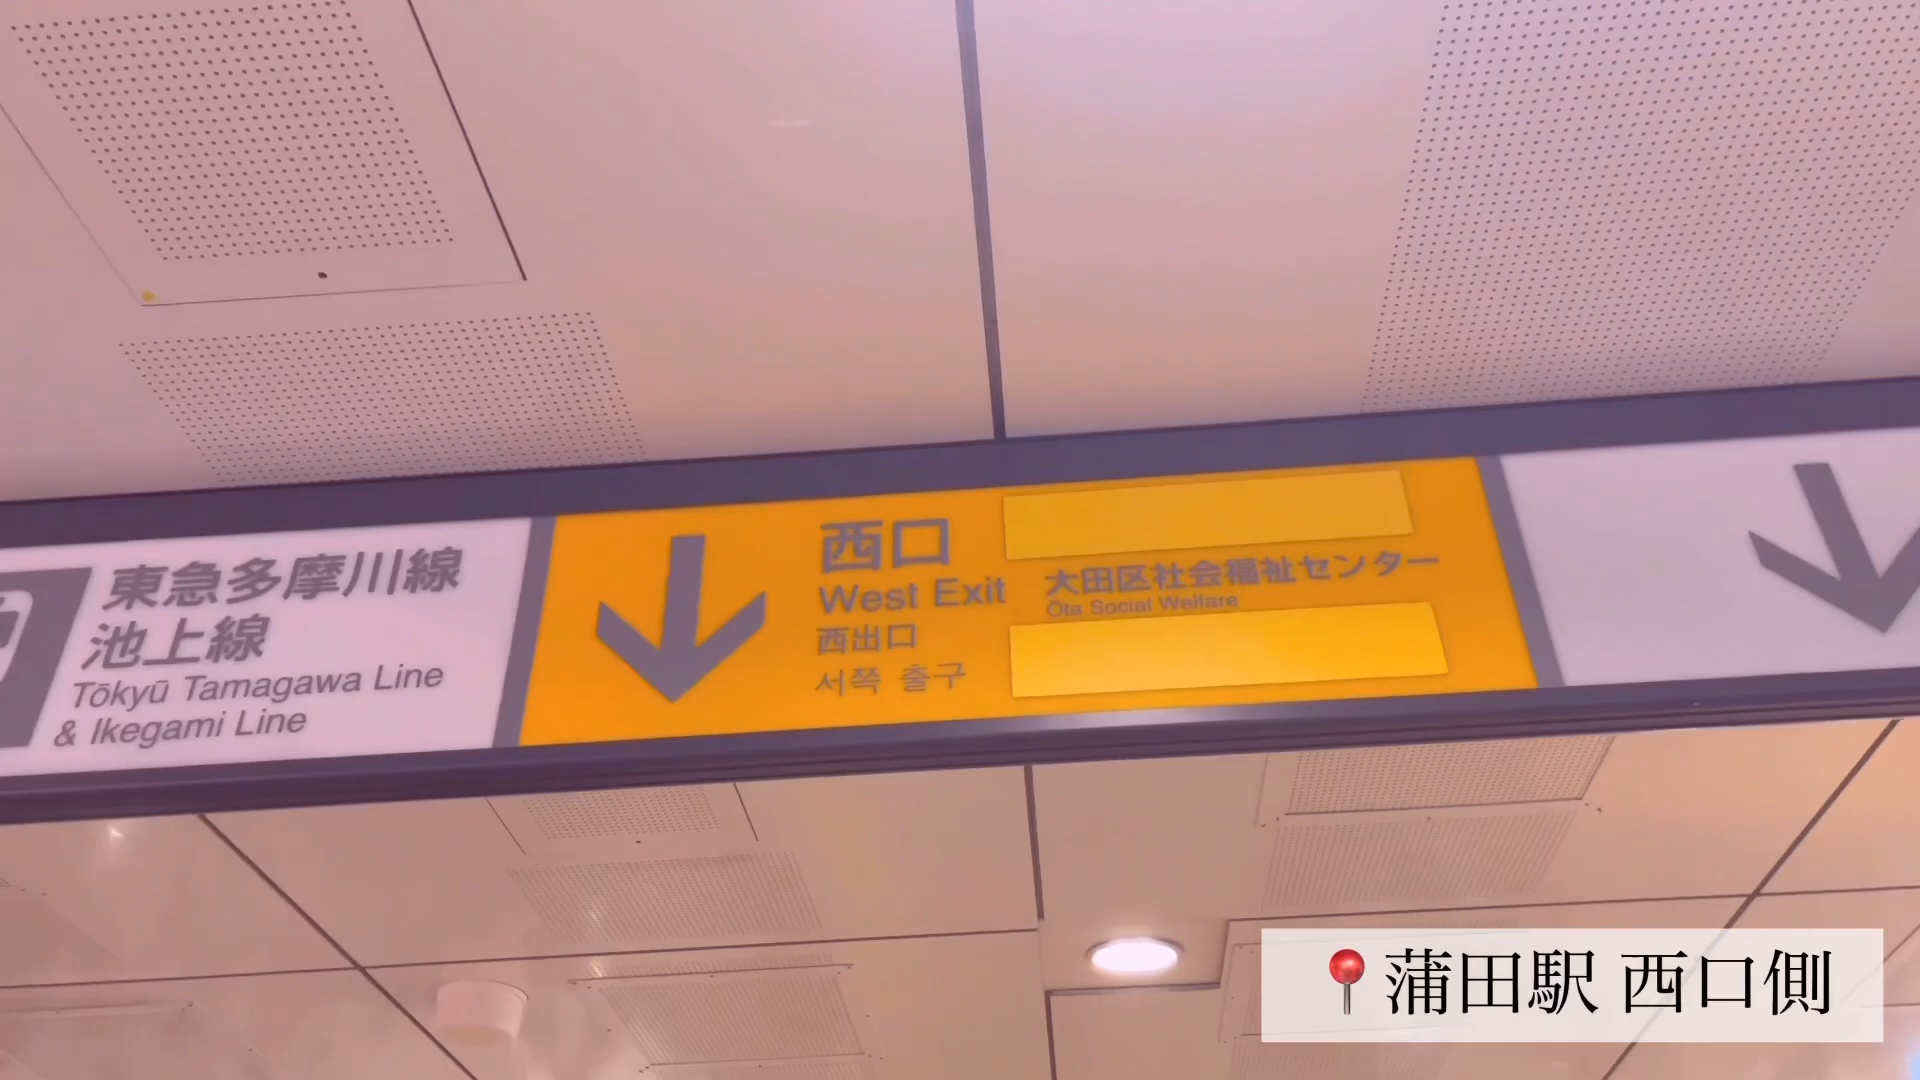 東急多摩川線
池上線
Tōkyū Tamagawa Line
& Ikegami Line
西口
West Exit
西出口
서쪽 출구
大田区社会福祉センター
Ōta Social Welfare
📍蒲田駅 西口側